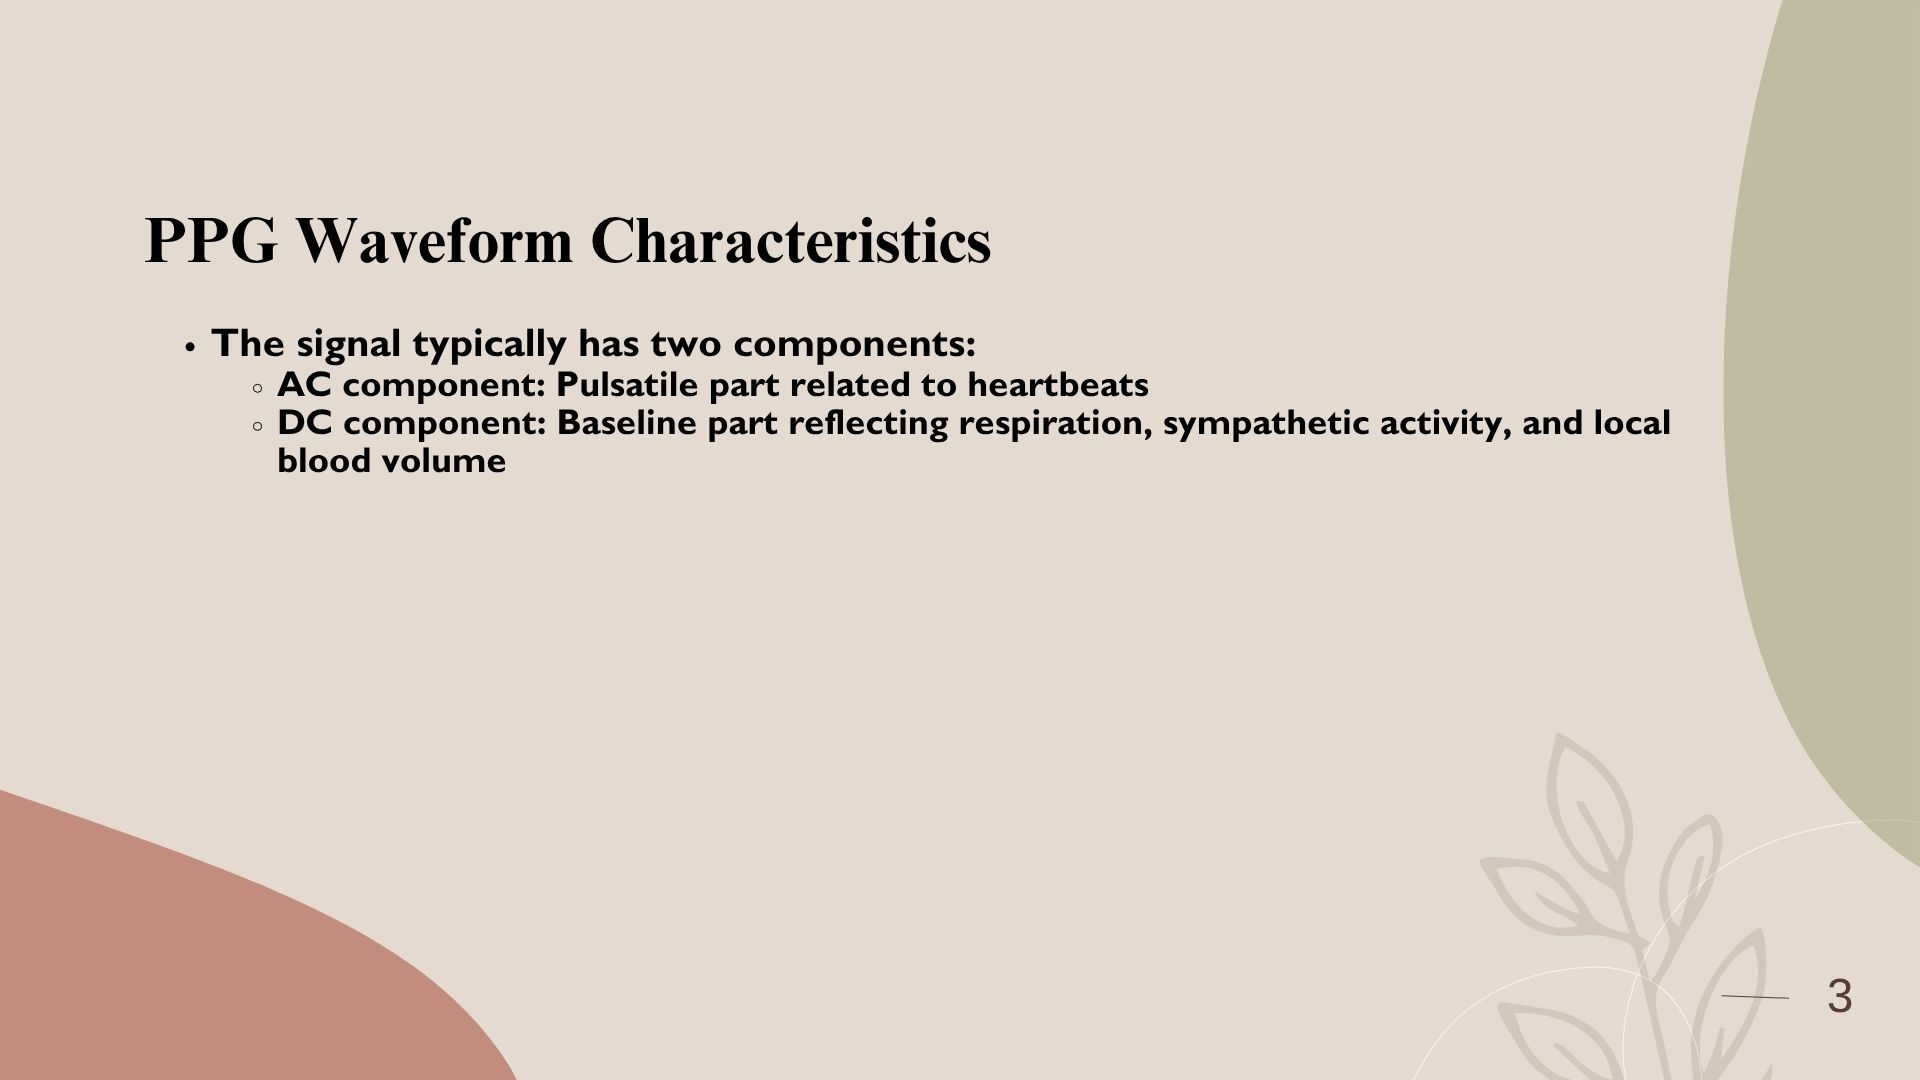 PPG Waveform Characteristics
• The signal typically has two components:
◦ AC component: Pulsatile part related to heartbeats
◦ DC component: Baseline part reflecting respiration, sympathetic activity, and local
blood volume
3